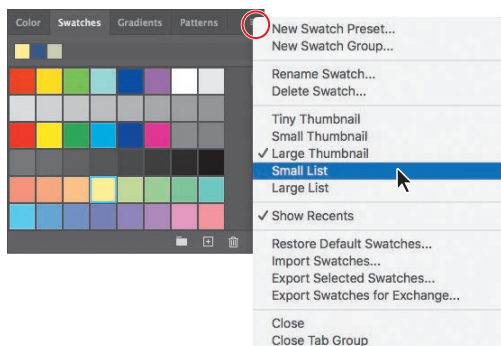 Color Swatches Gradients Patterns
New Swatch Preset...
New Swatch Group...
Rename Swatch...
Delete Swatch...
Tiny Thumbnail
Small Thumbnail
✓ Large Thumbnail
Small List
Large List
✓ Show Recents
Restore Default Swatches...
Import Swatches...
Export Selected Swatches...
Export Swatches for Exchange...
Close
Close Tab Group